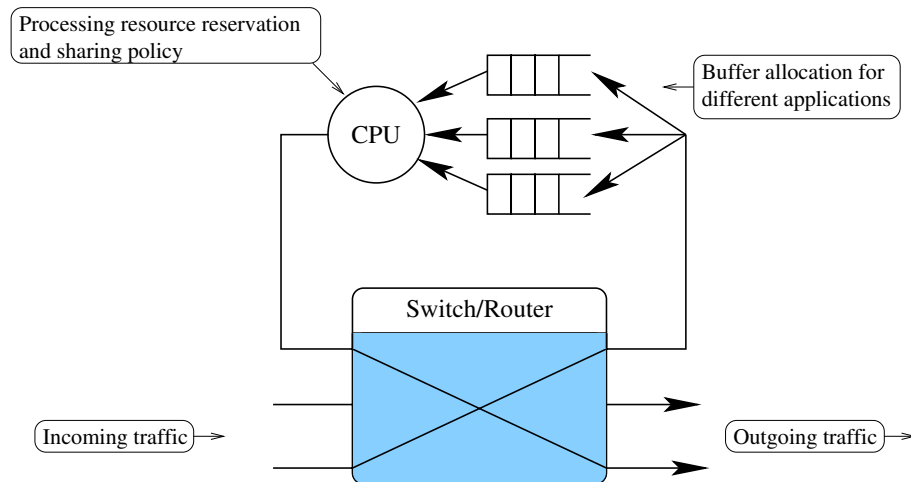 Processing resource reservation
and sharing policy
CPU
Buffer allocation for
different applications
Switch/Router
Incoming traffic
Outgoing traffic